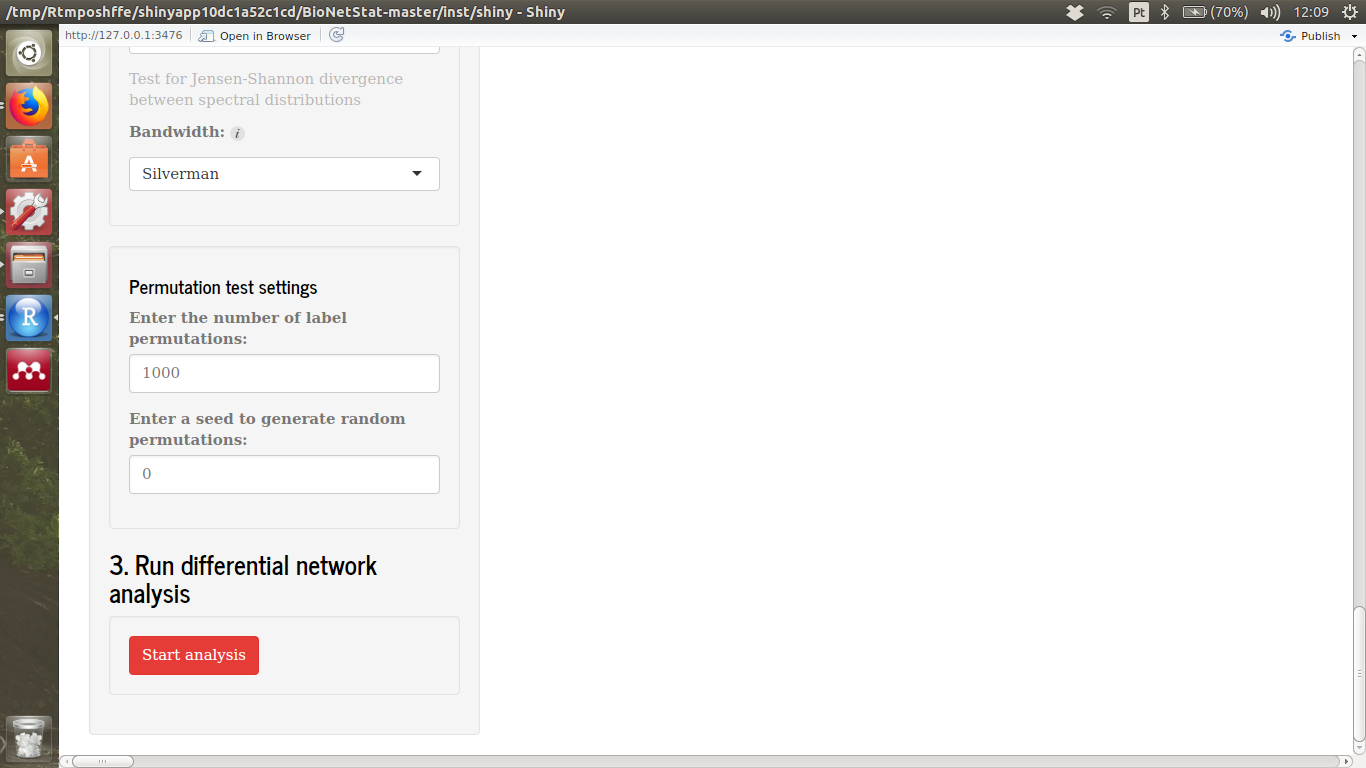 /tmp/Rtmposhffe/shinyapp10dc1a52c1cd/BioNetStat-master/inst/shiny - Shiny
Pt
(70%)
12:09
http://127.0.0.1:3476
Open in Browser
Publish
Test for Jensen-Shannon divergence
between spectral distributions
Bandwidth: i
Silverman
Permutation test settings
Enter the number of label
permutations:
1000
Enter a seed to generate random
permutations:
0
3. Run differential network
analysis
Start analysis
A
R